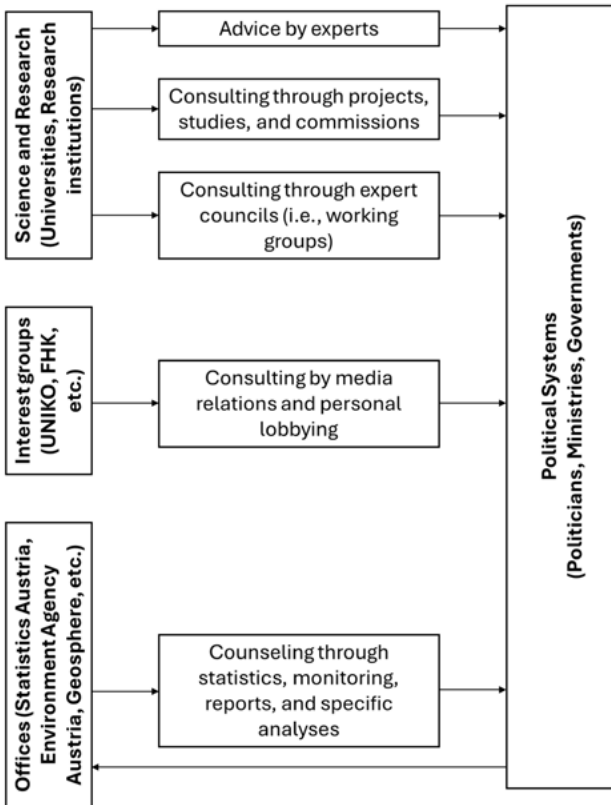 Science and Research
(Universities, Research
institutions)
Advice by experts
Consulting through projects,
studies, and commissions
Consulting through expert
councils (i.e., working
groups)
Interest groups
(UNIKO, FHK,
etc.)
Consulting by media
relations and personal
lobbying
Offices (Statistics Austria,
Environment Agency
Austria, Geosphere, etc.)
Counseling through
statistics, monitoring,
reports, and specific
analyses
Political Systems
(Politicians, Ministries, Governments)